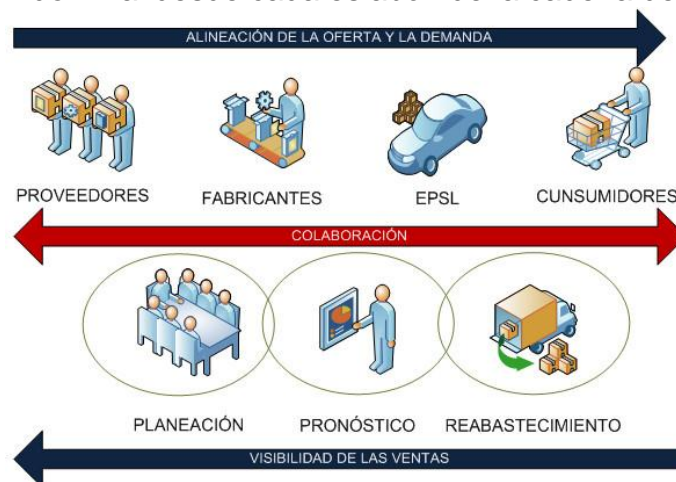 ALINEACIÓN DE LA OFERTA Y LA DEMANDA
PROVEEDORES FABRICANTES EPSL CUNSUMIDORES
COLABORACIÓN
PLANEACIÓN PRONÓSTICO REABASTECIMIENTO
VISIBILIDAD DE LAS VENTAS